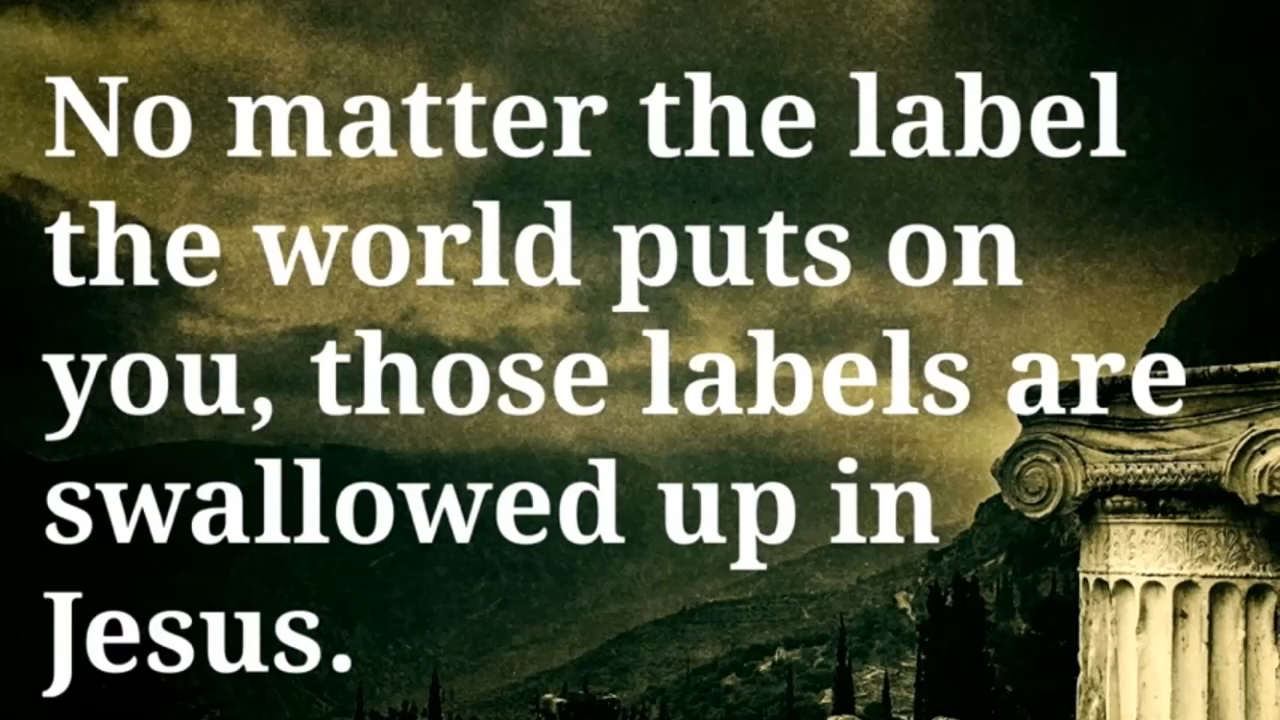 No matter the label
the world puts on
you, those labels are
swallowed up in
Jesus.